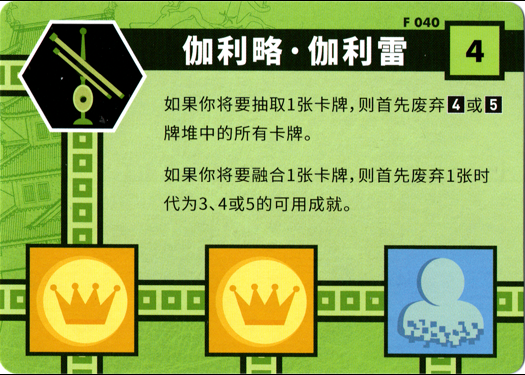 F 040
伽利略·伽利雷
4
如果你将要抽取1张卡牌,则首先废弃4或5
牌堆中的所有卡牌。
如果你将要融合1张卡牌,则首先废弃1张时
代为3、4或5的可用成就。